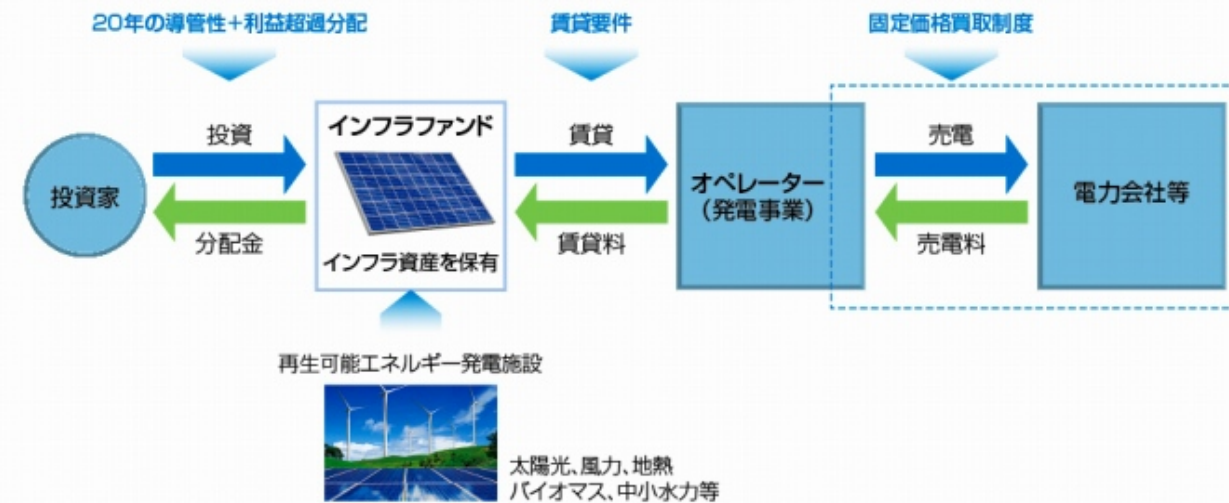 20年の導管性+利益超過分配
賃貸要件
固定価格買取制度
投資家
投資
分配金
インフラファンド
インフラ資産を保有
賃貸
賃貸料
オペレーター
(発電事業)
売電
売電料
電力会社等
再生可能エネルギー発電施設
太陽光、風力、地熱
バイオマス、中小水力等